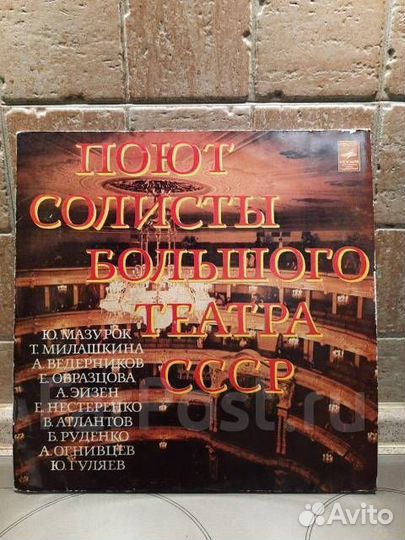 ПОЮТ
СОЛИСТЫ
БОЛЬШОГО
ТЕАТРА
СССР
Ю. МАЗУРОК
Т. МИЛАШКИНА
А. ВЕДЕРНИКОВ
Е. ОБРАЗЦОВА
А. ЭЙЗЕН
Е. НЕСТЕРЕНКО
В. АТЛАНТОВ
Б. РУДЕНКО
А. ОГНИВЦЕВ
Ю. ГУЛЯЕВ
Avito